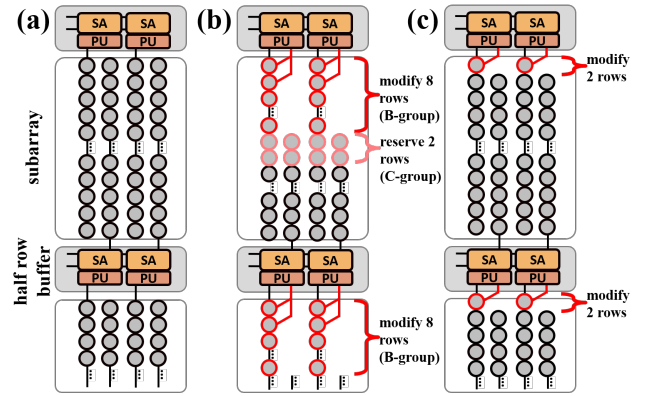 (a)
SA SA
PU PU
subarray
half row
buffer
SA SA
PU PU
(b)
SA SA
PU PU
modify 8
rows
(B-group)
reserve 2
rows
(C-group)
SA SA
PU PU
modify 8
rows
(B-group)
(c)
SA SA
PU PU
modify
2 rows
SA SA
PU PU
modify
2 rows